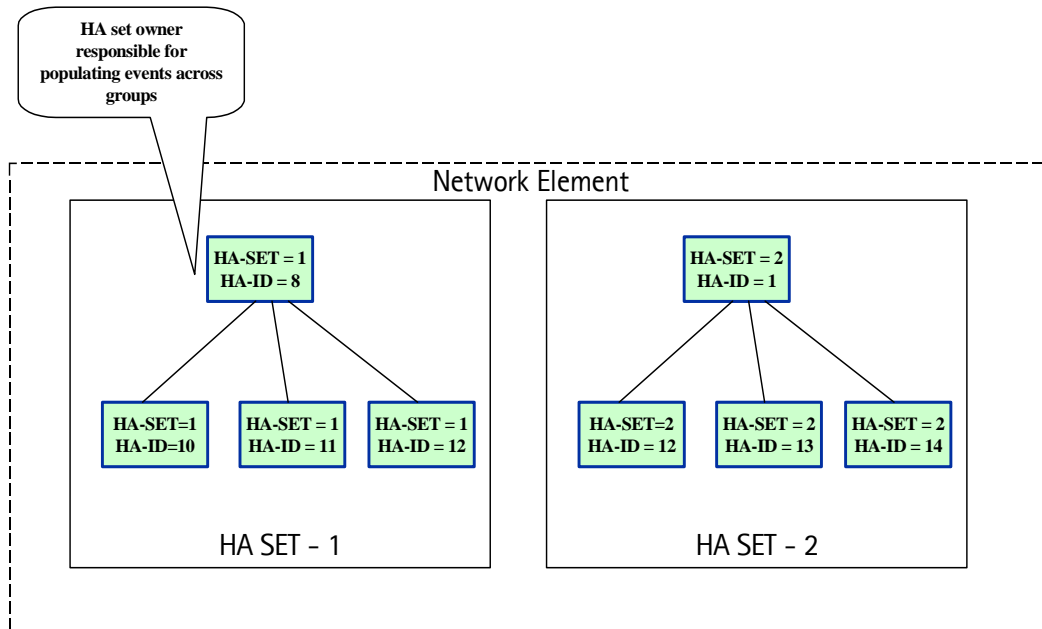 HA set owner
responsible for
populating events across
groups
Network Element
HA-SET = 1
HA-ID = 8
HA-SET = 2
HA-ID = 1
HA-SET=1
HA-ID=10
HA-SET = 1
HA-ID = 11
HA-SET = 1
HA-ID = 12
HA-SET=2
HA-ID = 12
HA-SET = 2
HA-ID = 13
HA-SET = 2
HA-ID = 14
HA SET - 1
HA SET - 2